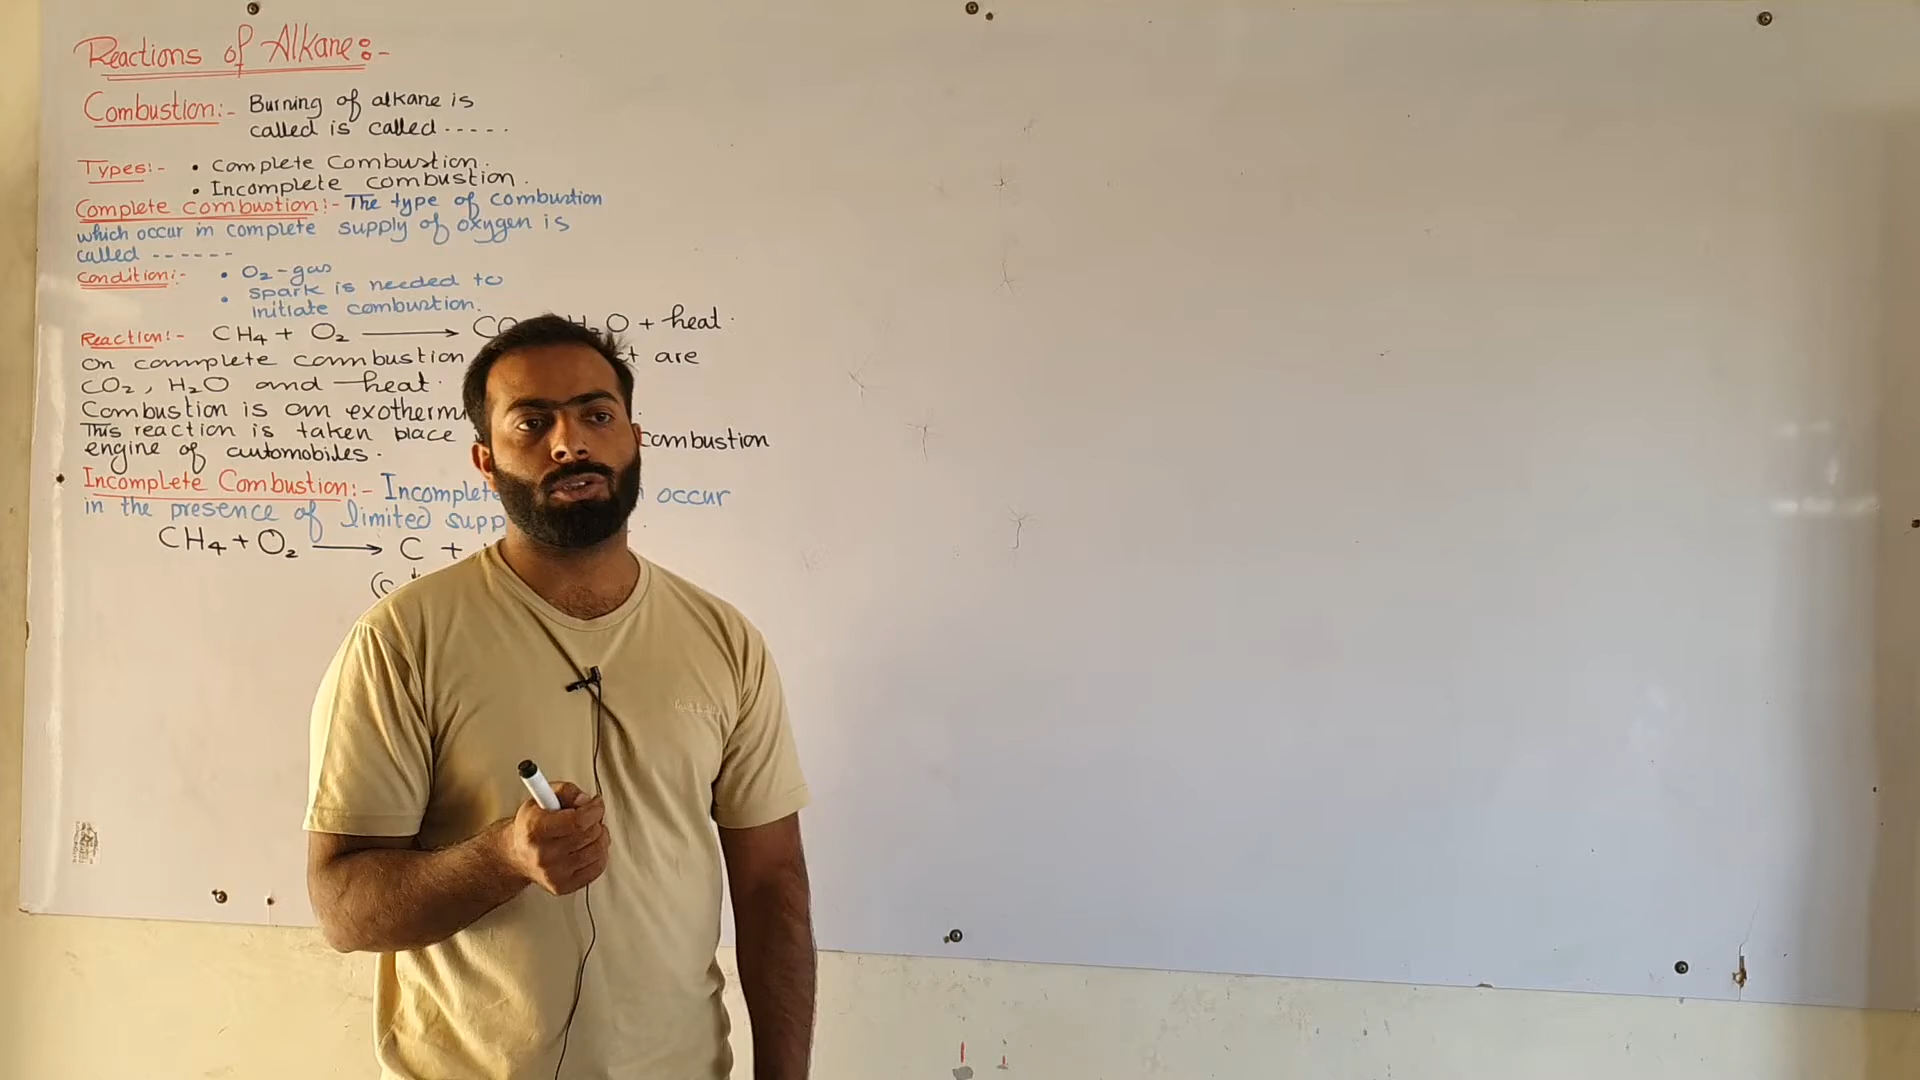 Reactions of Alkane:-
Combustion:- Burning of alkane is
called is called -----
Types:- • Complete Combustion.
• Incomplete combustion.
Complete combustion:- The type of combustion
which occur in complete supply of oxygen is
called ------
Condition:- • O₂-gas
• spark is needed to
initiate combustion.
Reaction:- CH₄ + O₂ ⟶ CO H₂O + heat.
On complete combustion are
CO₂, H₂O and heat.
Combustion is an
This reaction is taken place combustion
engine of automobiles.
Incomplete Combustion:- Incomplete occur
in the presence of limited
CH₄ + O₂ ⟶ C +